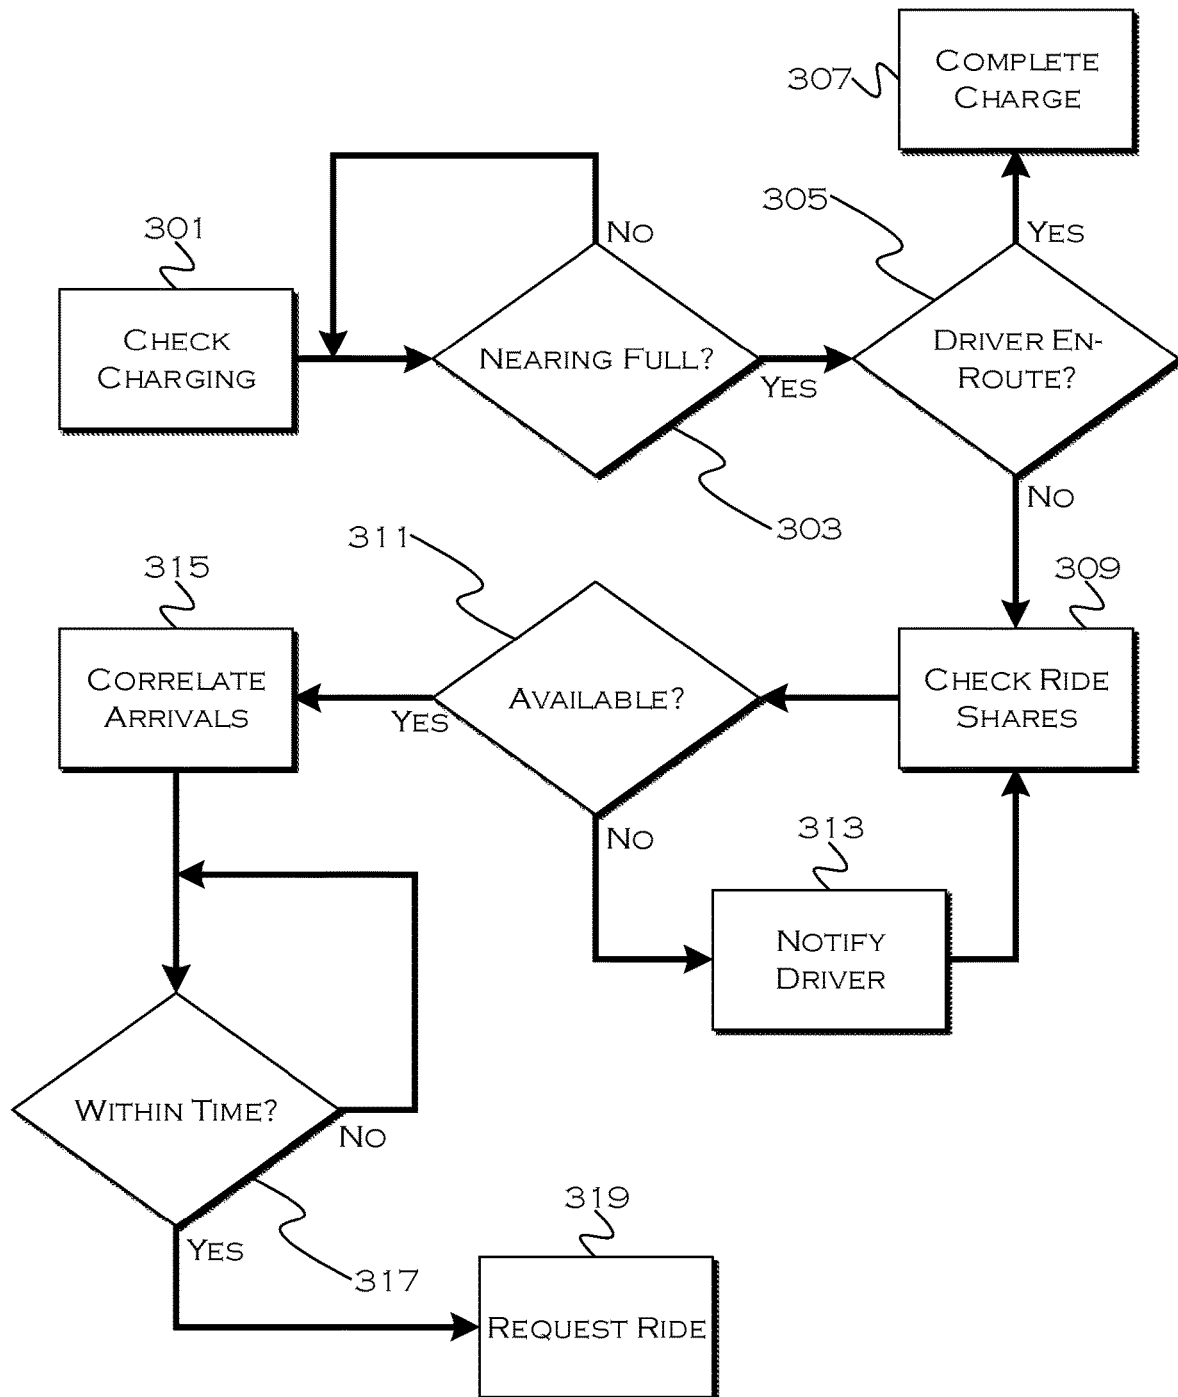 307
COMPLETE
CHARGE
305
YES
301
NO
CHECK
CHARGING
NEARING FULL?
YES
DRIVER EN-
ROUTE?
303
NO
315
311
309
CORRELATE
ARRIVALS
YES
AVAILABLE?
CHECK RIDE
SHARES
NO
313
NOTIFY
DRIVER
WITHIN TIME?
NO
YES
317
319
REQUEST RIDE